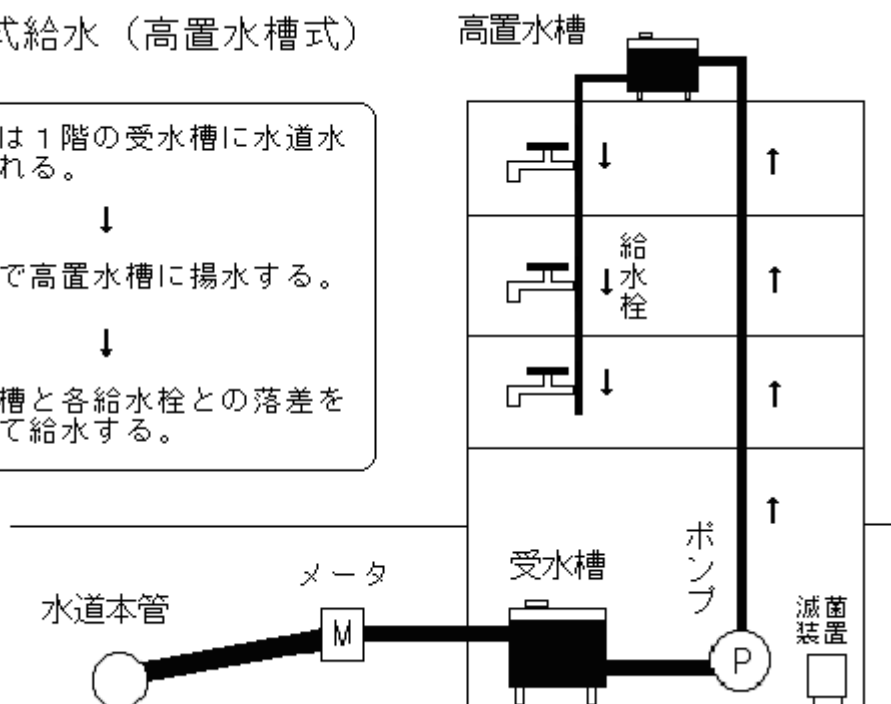 式給水（高置水槽式）
高置水槽
は１階の受水槽に水道水
れる。
↓
で高置水槽に揚水する。
↓
槽と各給水栓との落差を
て給水する。
給水栓
ポンプ
受水槽
メータ
水道本管
滅菌
装置
M
P